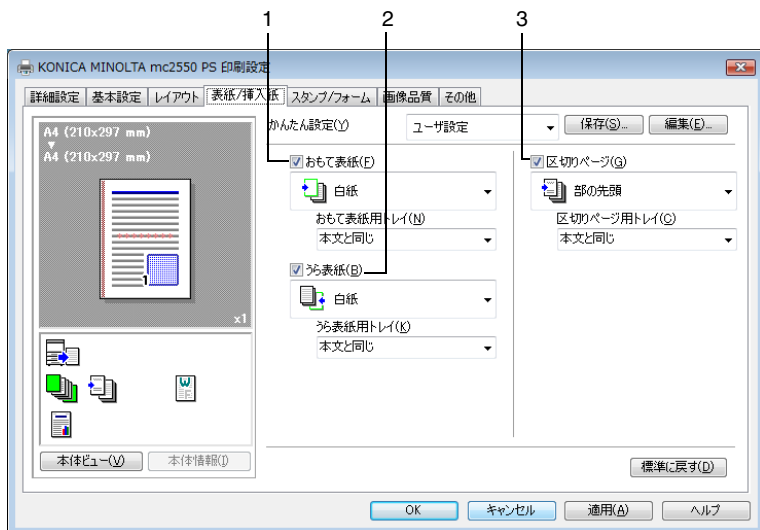 1 2 3
KONICA MINOLTA mc2550 PS 印刷設定
詳細設定 基本設定 レイアウト 表紙/挿入紙 スタンプ/フォーム 画像品質 その他
A4 (210x297 mm)
A4 (210x297 mm)
1
x1
W
本体ビュー(V) 本体情報(I)
かんたん設定(Y) ユーザ設定 保存(S)... 編集(E)...
おもて表紙(F)
白紙
おもて表紙用トレイ(N)
本文と同じ
うら表紙(B)
白紙
うら表紙用トレイ(K)
本文と同じ
区切りページ(G)
部の先頭
区切りページ用トレイ(C)
本文と同じ
標準に戻す(D)
OK キャンセル 適用(A) ヘルプ